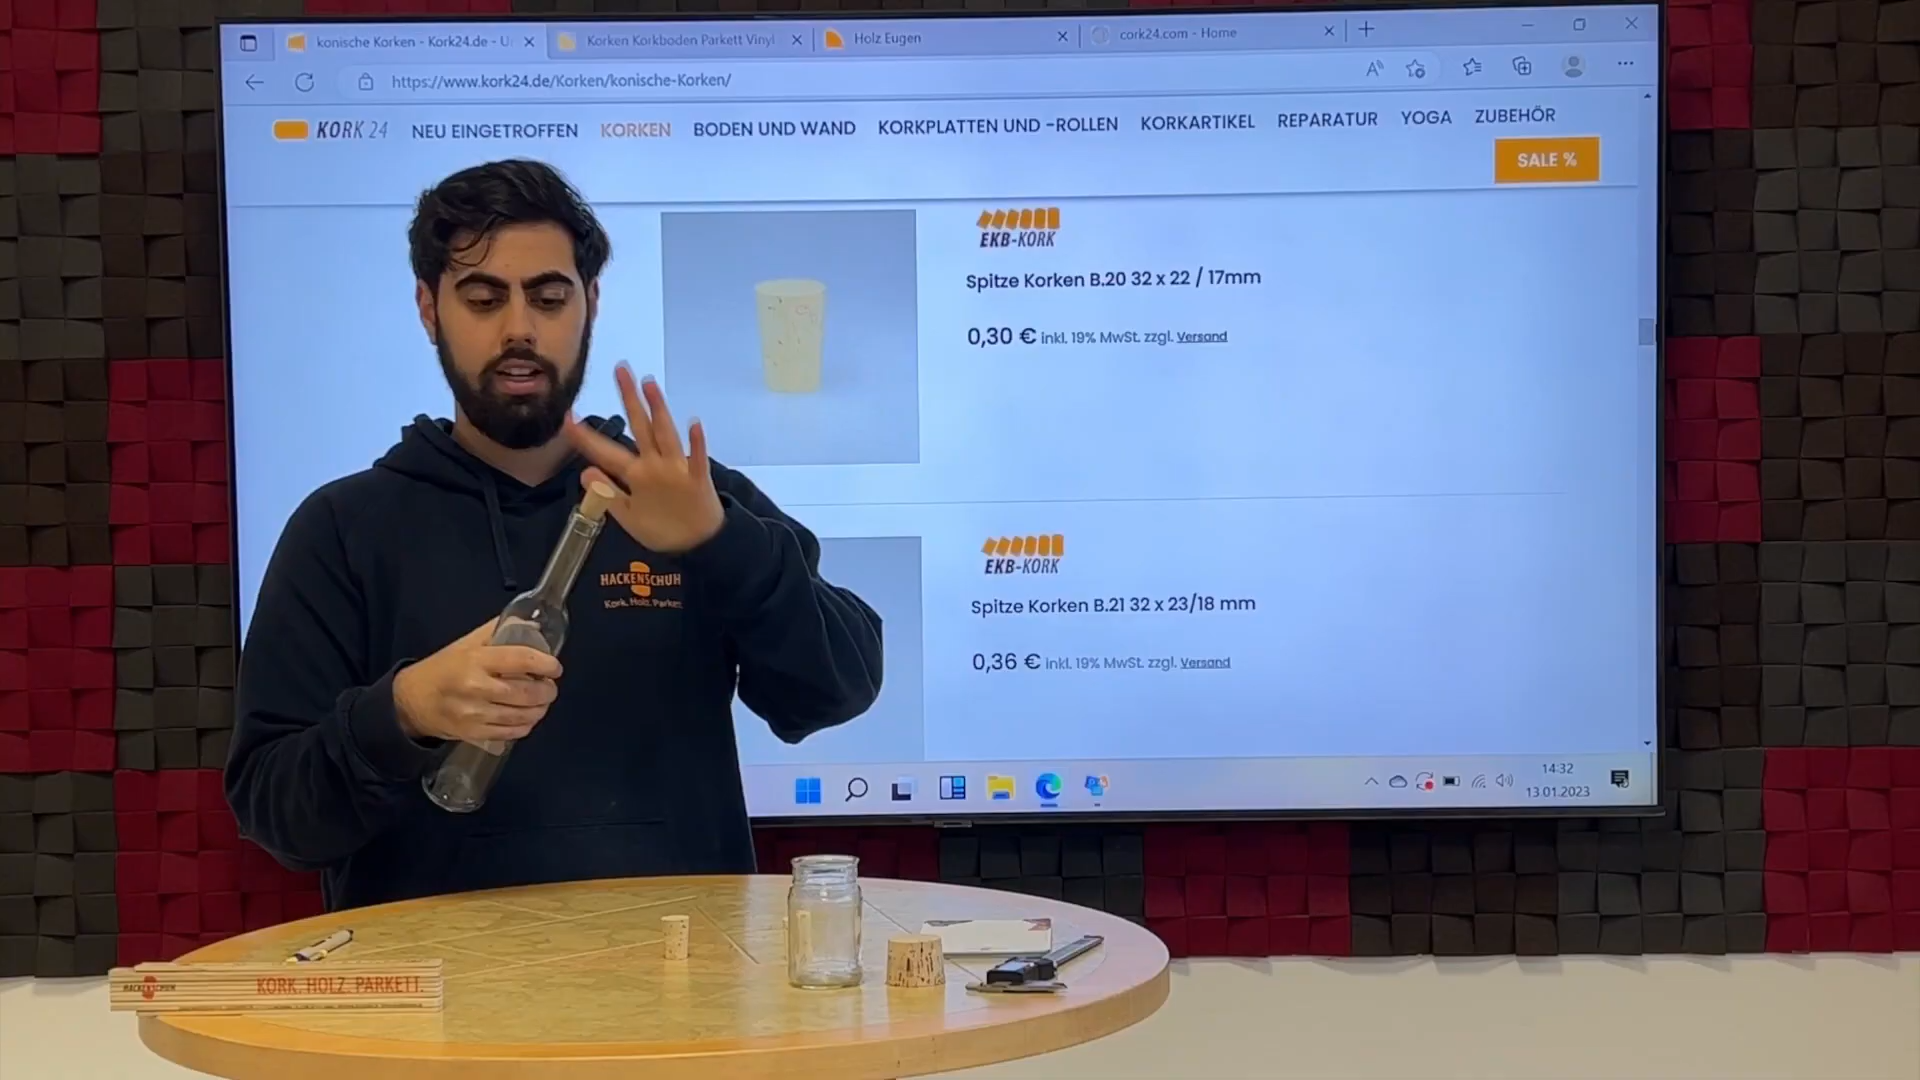 konische Korken - Kork24.de - U
Korken Korkboden Parkett Vinyl
Holz Eugen
cork24.com - Home
https://www.kork24.de/Korken/konische-Korken/
KORK 24
NEU EINGETROFFEN
KORKEN
BODEN UND WAND
KORKPLATTEN UND -ROLLEN
KORKARTIKEL
REPARATUR
YOGA
ZUBEHÖR
SALE %
EKB-KORK
Spitze Korken B.20 32 x 22 / 17mm
0,30 € inkl. 19% MwSt. zzgl. Versand
EKB-KORK
Spitze Korken B.21 32 x 23/18 mm
0,36 € inkl. 19% MwSt. zzgl. Versand
14:32
13.01.2023
HACKENSCHUH
Kork. Holz. Parkett.
HACKENSCHUH
KORK. HOLZ. PARKETT.